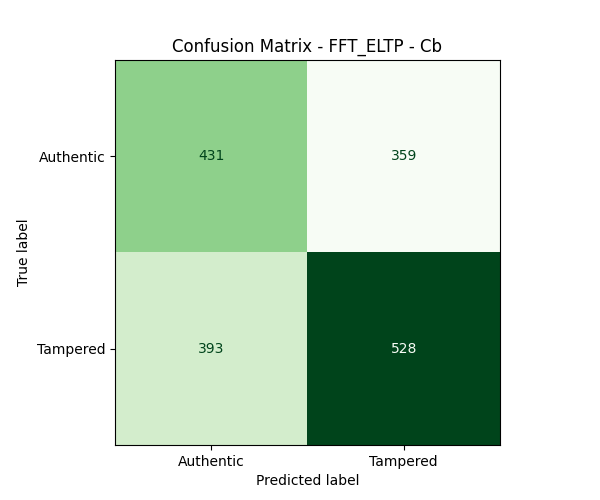 Confusion Matrix - FFT_ELTP - Cb
True label
Authentic
431
359
Tampered
393
528
Authentic
Tampered
Predicted label